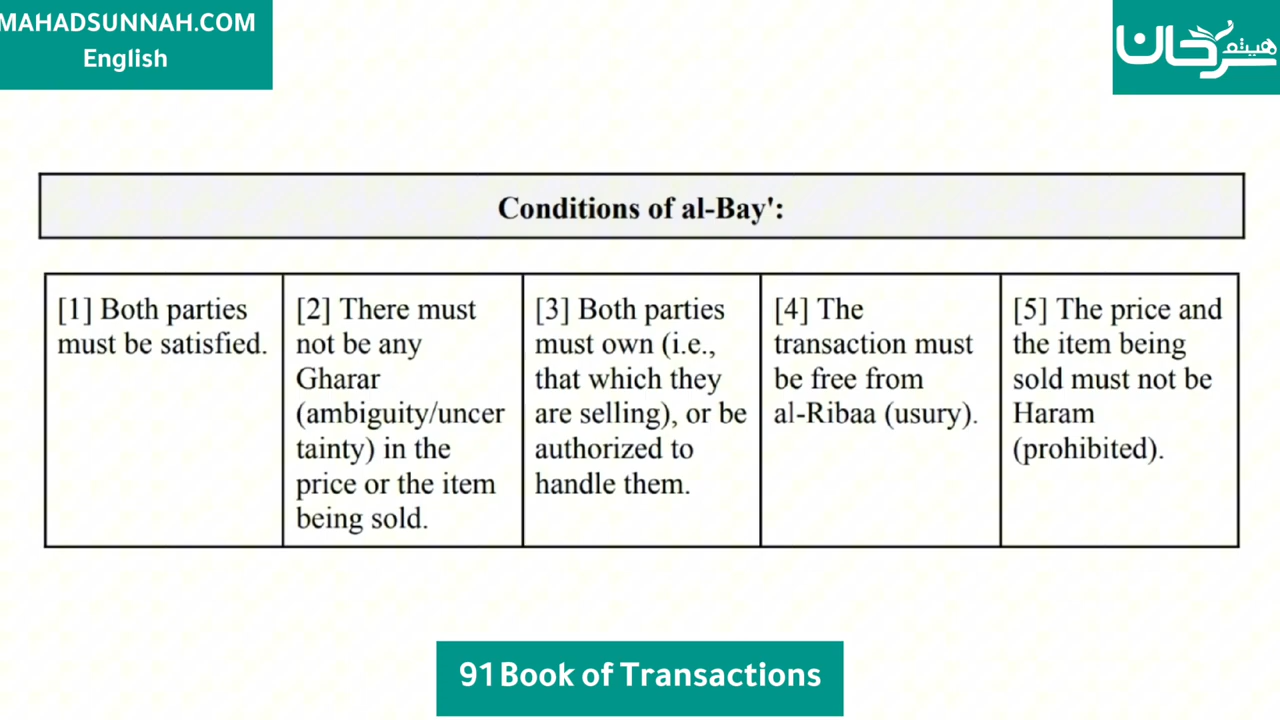 MAHADSUNNAH.COM
English
هيثم
سرحان
Conditions of al-Bay':
[1] Both parties
must be satisfied.
[2] There must
not be any
Gharar
(ambiguity/uncer
tainty) in the
price or the item
being sold.
[3] Both parties
must own (i.e.,
that which they
are selling), or be
authorized to
handle them.
[4] The
transaction must
be free from
al-Ribaa (usury).
[5] The price and
the item being
sold must not be
Haram
(prohibited).
91 Book of Transactions